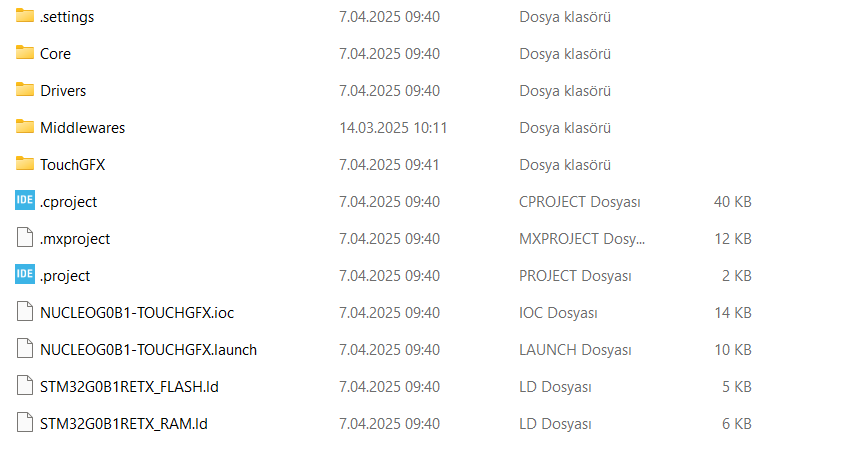 .settings 7.04.2025 09:40 Dosya klasörü
Core 7.04.2025 09:40 Dosya klasörü
Drivers 7.04.2025 09:40 Dosya klasörü
Middlewares 14.03.2025 10:11 Dosya klasörü
TouchGFX 7.04.2025 09:41 Dosya klasörü
IDE .cproject 7.04.2025 09:40 CPROJECT Dosyası 40 KB
.mxproject 7.04.2025 09:40 MXPROJECT Dosy... 12 KB
IDE .project 7.04.2025 09:40 PROJECT Dosyası 2 KB
NUCLEOG0B1-TOUCHGFX.ioc 7.04.2025 09:40 IOC Dosyası 14 KB
NUCLEOG0B1-TOUCHGFX.launch 7.04.2025 09:40 LAUNCH Dosyası 10 KB
STM32G0B1RETX_FLASH.ld 7.04.2025 09:40 LD Dosyası 5 KB
STM32G0B1RETX_RAM.ld 7.04.2025 09:40 LD Dosyası 6 KB